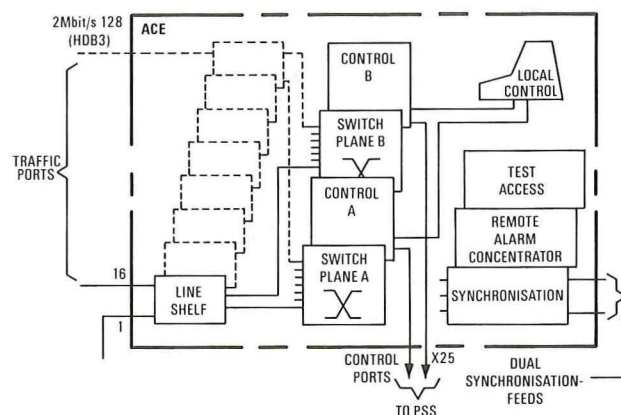 2Mbit/s 128
(HDB3)
ACE
CONTROL
B
LOCAL
CONTROL
SWITCH
PLANE B
TRAFFIC
PORTS
CONTROL
A
TEST
ACCESS
REMOTE
ALARM
CONCENTRATOR
SWITCH
PLANE A
16
LINE
SHELF
SYNCHRONISATION
1
CONTROL
PORTS
X25
DUAL
SYNCHRONISATION-
FEEDS
TO PSS